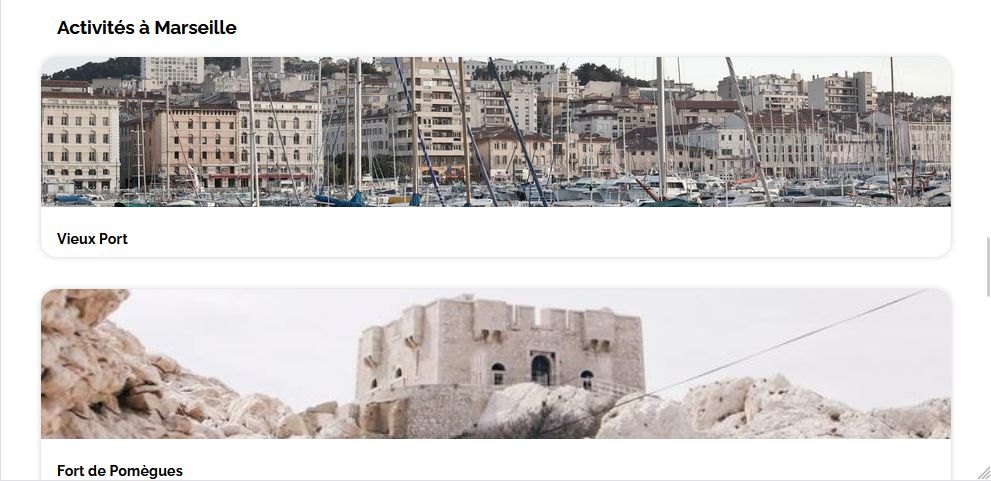 Activités à Marseille
Vieux Port
Fort de Pomègues